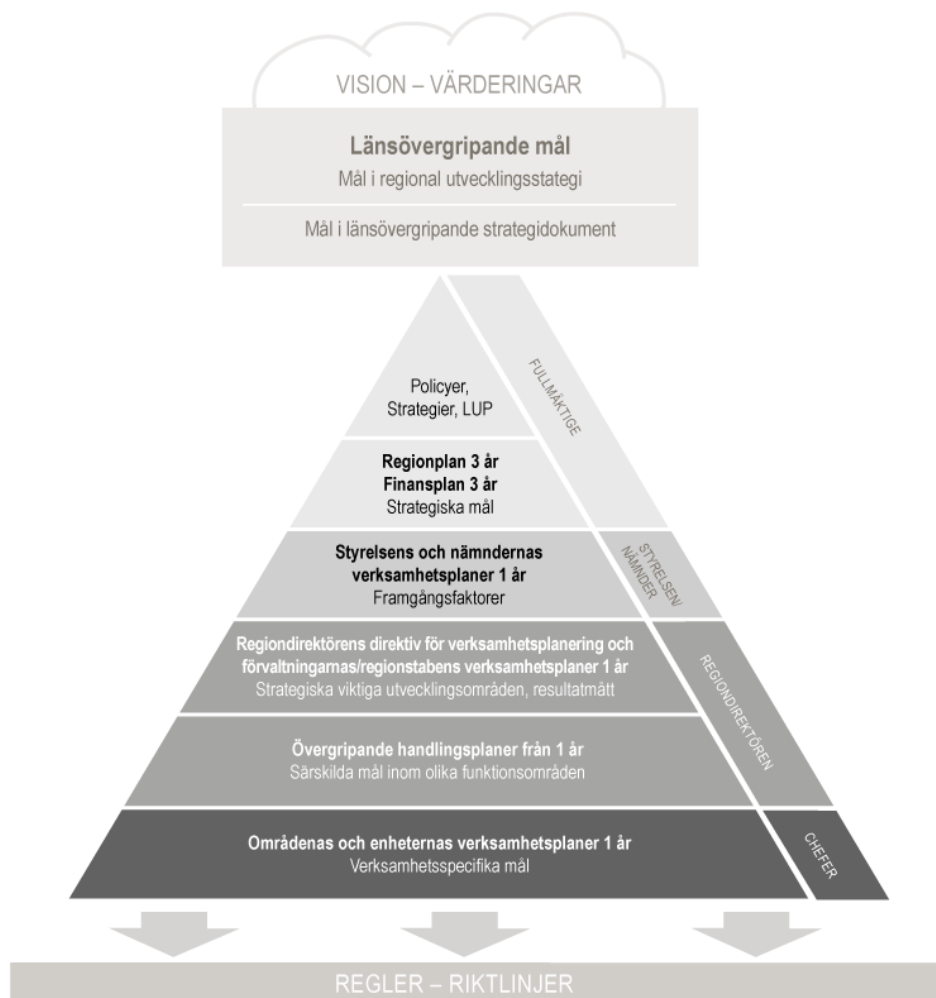 VISION – VÄRDERINGAR
Länsövergripande mål
Mål i regional utvecklingsstategi
Mål i länsövergripande strategidokument
Policyer,
Strategier, LUP
FULLMÄKTIGE
Regionplan 3 år
Finansplan 3 år
Strategiska mål
Styrelsens och nämndernas
verksamhetsplaner 1 år
Framgångsfaktorer
STYRELSEN/
NÄMNDER
Regiondirektörens direktiv för verksamhetsplanering och
förvaltningarnas/regionstabens verksamhetsplaner 1 år
Strategiska viktiga utvecklingsområden, resultatmått
REGIONDIREKTÖREN
Övergripande handlingsplaner från 1 år
Särskilda mål inom olika funktionsområden
Områdenas och enheternas verksamhetsplaner 1 år
Verksamhetsspecifika mål
CHEFER
REGLER – RIKTLINJER